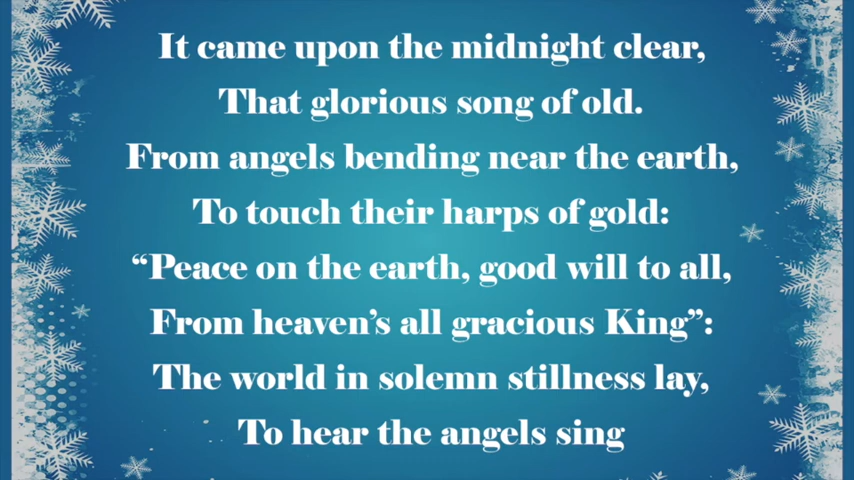 It came upon the midnight clear,
That glorious song of old.
From angels bending near the earth,
To touch their harps of gold:
“Peace on the earth, good will to all,
From heaven’s all gracious King”:
The world in solemn stillness lay,
To hear the angels sing